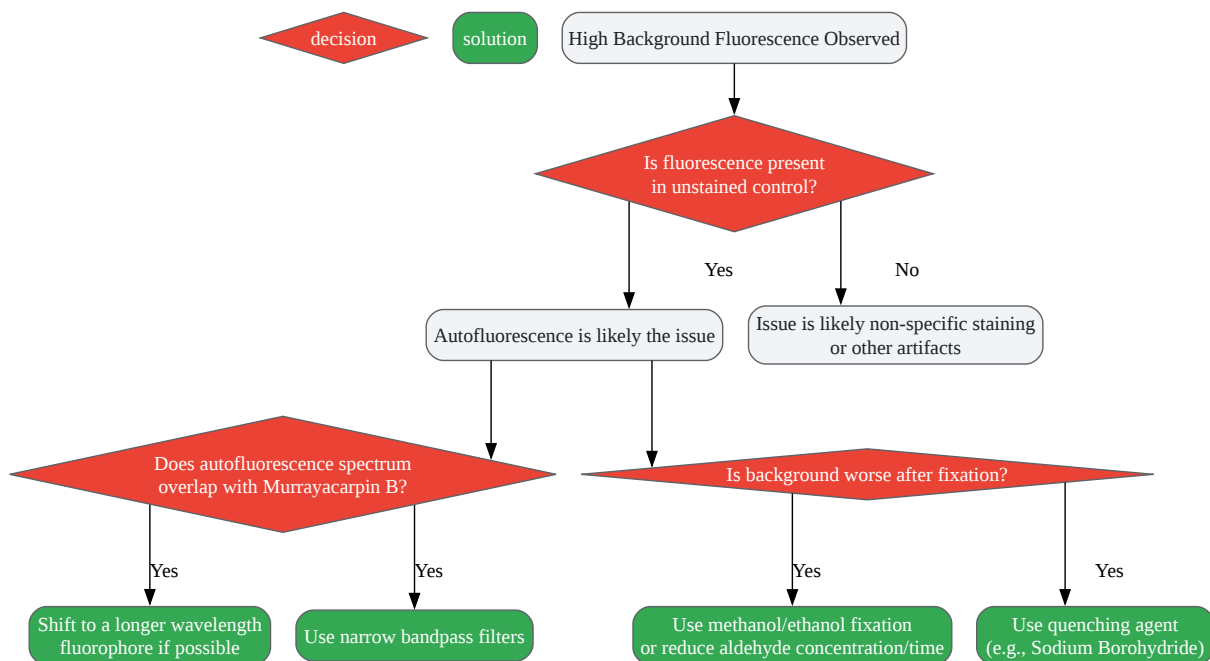 decision
solution
High Background Fluorescence Observed
Is fluorescence present
in unstained control?
Yes
No
Autofluorescence is likely the issue
Issue is likely non-specific staining
or other artifacts
Does autofluorescence spectrum
overlap with Murrayacarpin B?
Is background worse after fixation?
Yes
Yes
Yes
Yes
Shift to a longer wavelength
fluorophore if possible
Use narrow bandpass filters
Use methanol/ethanol fixation
or reduce aldehyde concentration/time
Use quenching agent
(e.g., Sodium Borohydride)